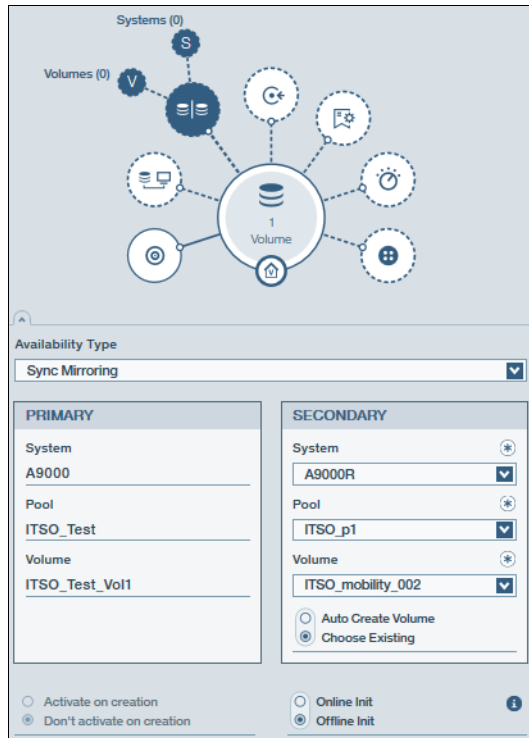 Systems (0)
S
Volumes (0)
V
1
Volume
V
Availability Type
Sync Mirroring
PRIMARY
System
A9000
Pool
ITSO_Test
Volume
ITSO_Test_Vol1
SECONDARY
System
A9000R
Pool
ITSO_p1
Volume
ITSO_mobility_002
Auto Create Volume
Choose Existing
Activate on creation
Don't activate on creation
Online Init
Offline Init